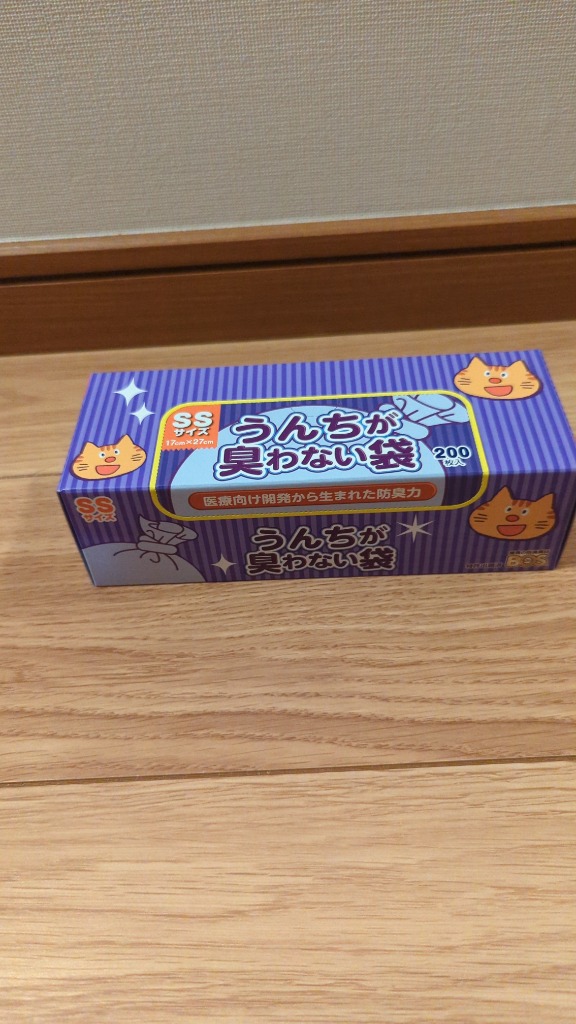 SS
サイズ
17cm×27cm
うんちが
臭わない袋
200
枚入
医療向け開発から生まれた防臭力
SS
サイズ
うんちが
臭わない袋
BOS